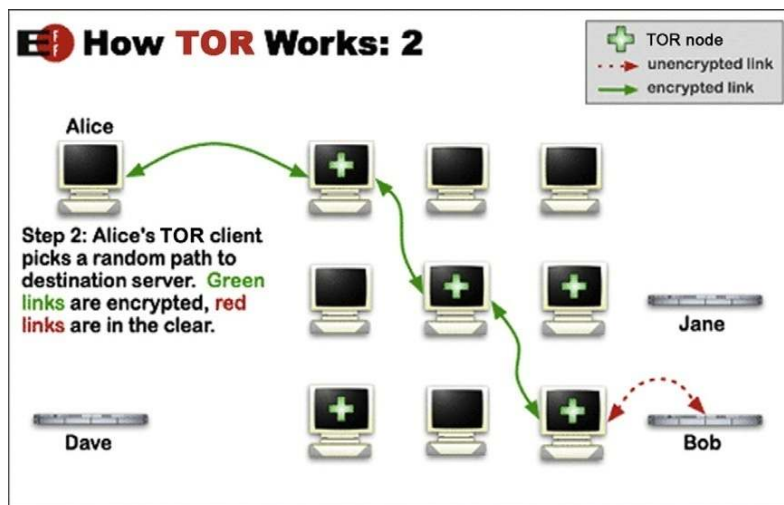 EFF How TOR Works: 2
TOR node
unencrypted link
encrypted link
Alice
Step 2: Alice's TOR client
picks a random path to
destination server. Green
links are encrypted, red
links are in the clear.
Jane
Dave
Bob